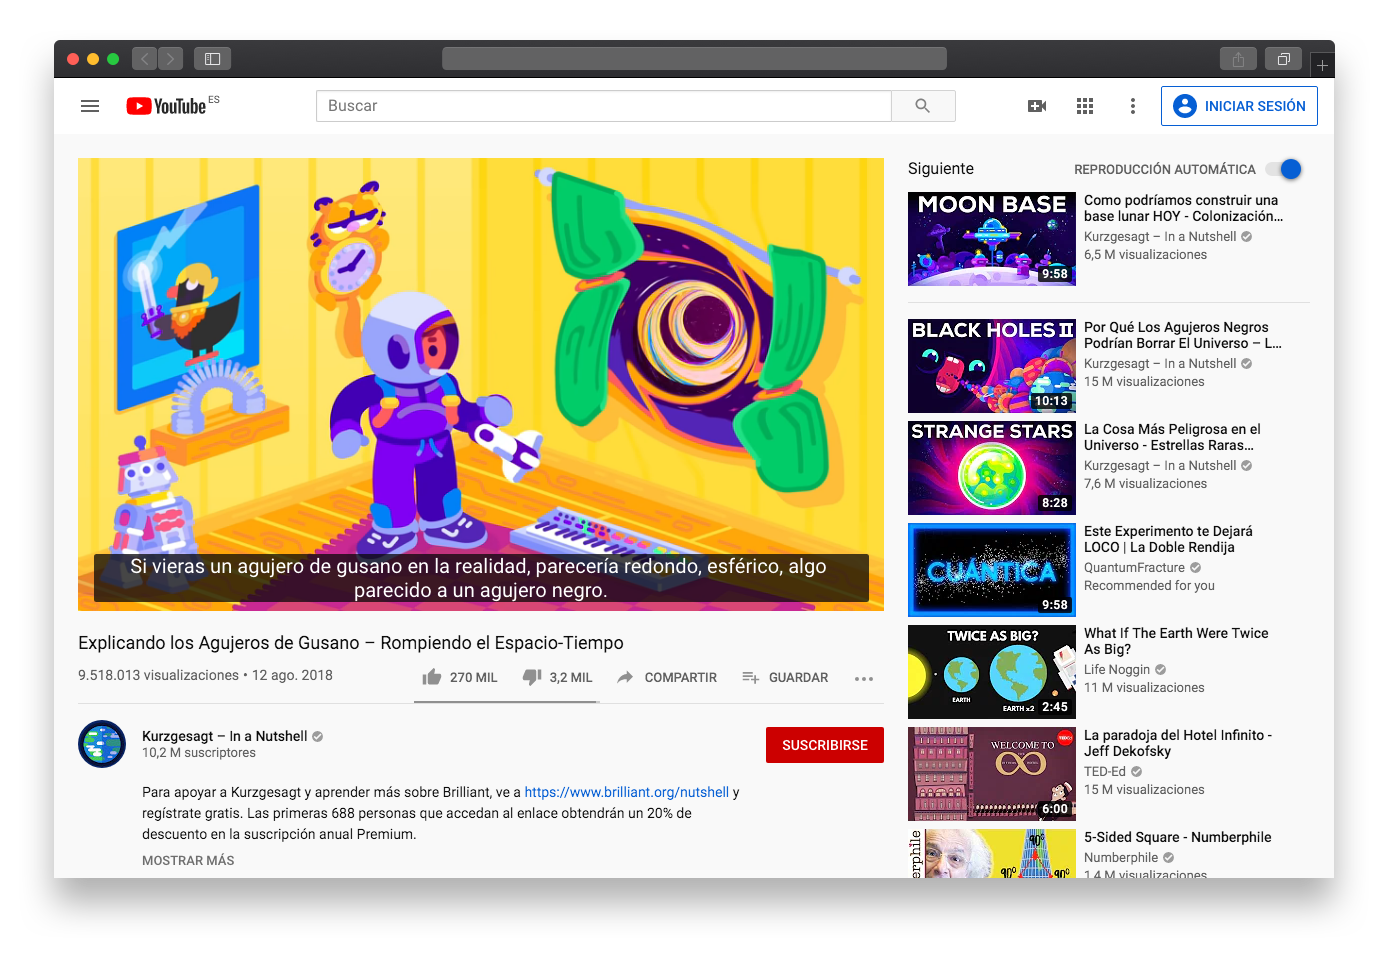 YouTube ES
Buscar
INICIAR SESIÓN
Si vieras un agujero de gusano en la realidad, parecería redondo, esférico, algo
parecido a un agujero negro.
Explicando los Agujeros de Gusano – Rompiendo el Espacio-Tiempo
9.518.013 visualizaciones • 12 ago. 2018
270 MIL
3,2 MIL
COMPARTIR
GUARDAR
Kurzgesagt – In a Nutshell
10,2 M suscriptores
SUSCRIBIRSE
Para apoyar a Kurzgesagt y aprender más sobre Brilliant, ve a https://www.brilliant.org/nutshell y
regístrate gratis. Las primeras 688 personas que accedan al enlace obtendrán un 20% de
descuento en la suscripción anual Premium.
MOSTRAR MÁS
Siguiente
REPRODUCCIÓN AUTOMÁTICA
MOON BASE
9:58
Como podríamos construir una
base lunar HOY - Colonización...
Kurzgesagt – In a Nutshell
6,5 M visualizaciones
BLACK HOLES II
10:13
Por Qué Los Agujeros Negros
Podrían Borrar El Universo – L...
Kurzgesagt – In a Nutshell
15 M visualizaciones
STRANGE STARS
8:28
La Cosa Más Peligrosa en el
Universo - Estrellas Raras...
Kurzgesagt – In a Nutshell
7,6 M visualizaciones
CUÁNTICA
9:58
Este Experimento te Dejará
LOCO | La Doble Rendija
QuantumFracture
Recommended for you
TWICE AS BIG?
EARTH
EARTH x2
2:45
What If The Earth Were Twice
As Big?
Life Noggin
11 M visualizaciones
WELCOME TO
6:00
La paradoja del Hotel Infinito -
Jeff Dekofsky
TED-Ed
15 M visualizaciones
erphile
90°
90°
90°
5-Sided Square - Numberphile
Numberphile
1,4 M visualizaciones